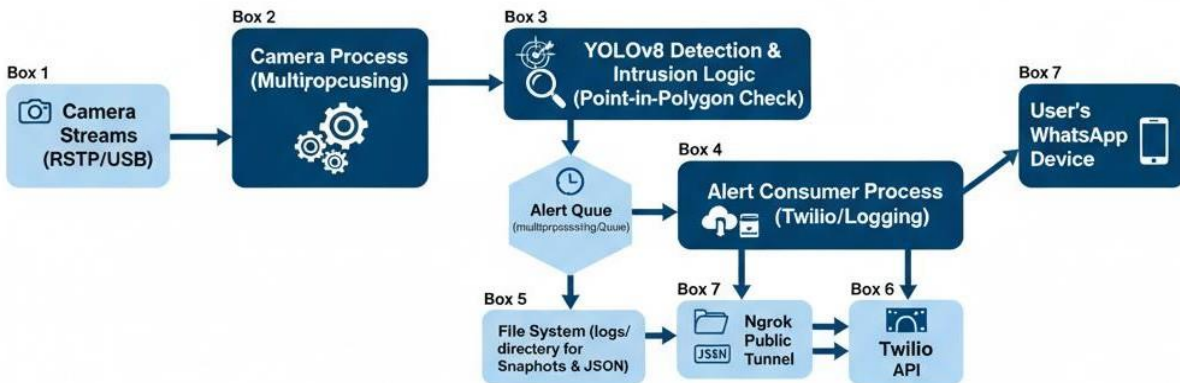 Box 1
Camera
Streams
(RSTP/USB)
Box 2
Camera Process
(Multiropcusing)
Box 3
YOLOv8 Detection &
Intrusion Logic
(Point-in-Polygon Check)
Alert Quue
Box 4
Alert Consumer Process
(Twilio/Logging)
Box 7
User's
WhatsApp
Device
Box 5
File System (logs/
directery for
Snaphots & JSON)
Box 7
Ngrok
Public
Tunnel
JS$N
Box 6
Twilio
API